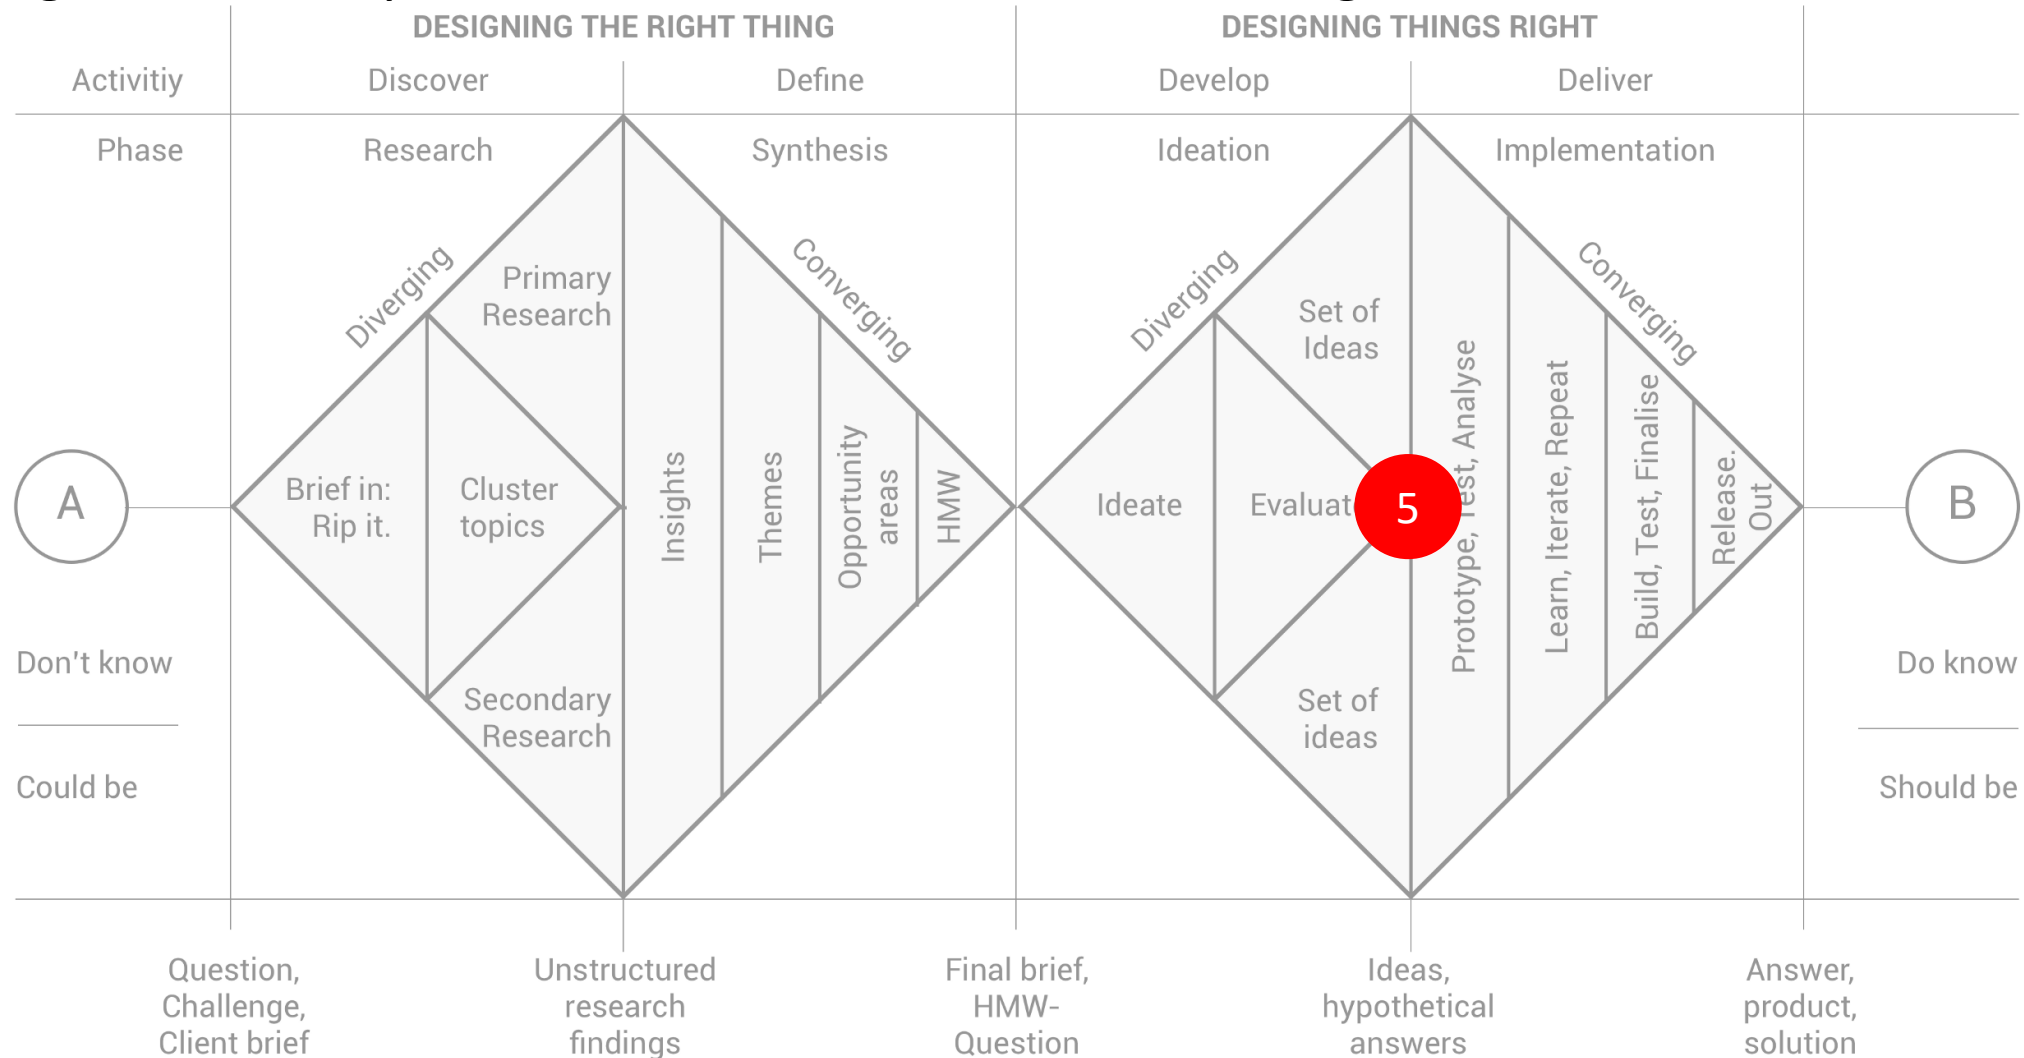 DESIGNING THE RIGHT THING
DESIGNING THINGS RIGHT
Activitiy
Discover
Define
Develop
Deliver
Phase
Research
Synthesis
Ideation
Implementation
Diverging
Converging
Diverging
Converging
Primary
Research
Brief in:
Rip it.
Cluster
topics
Secondary
Research
Insights
Themes
Opportunity
areas
HMW
Set of
Ideas
Ideate
Evaluat
5
Set of
ideas
Prototype, Test, Analyse
Learn, Iterate, Repeat
Build, Test, Finalise
Release.
Out
A
B
Don't know
Could be
Do know
Should be
Question,
Challenge,
Client brief
Unstructured
research
findings
Final brief,
HMW-
Question
Ideas,
hypothetical
answers
Answer,
product,
solution